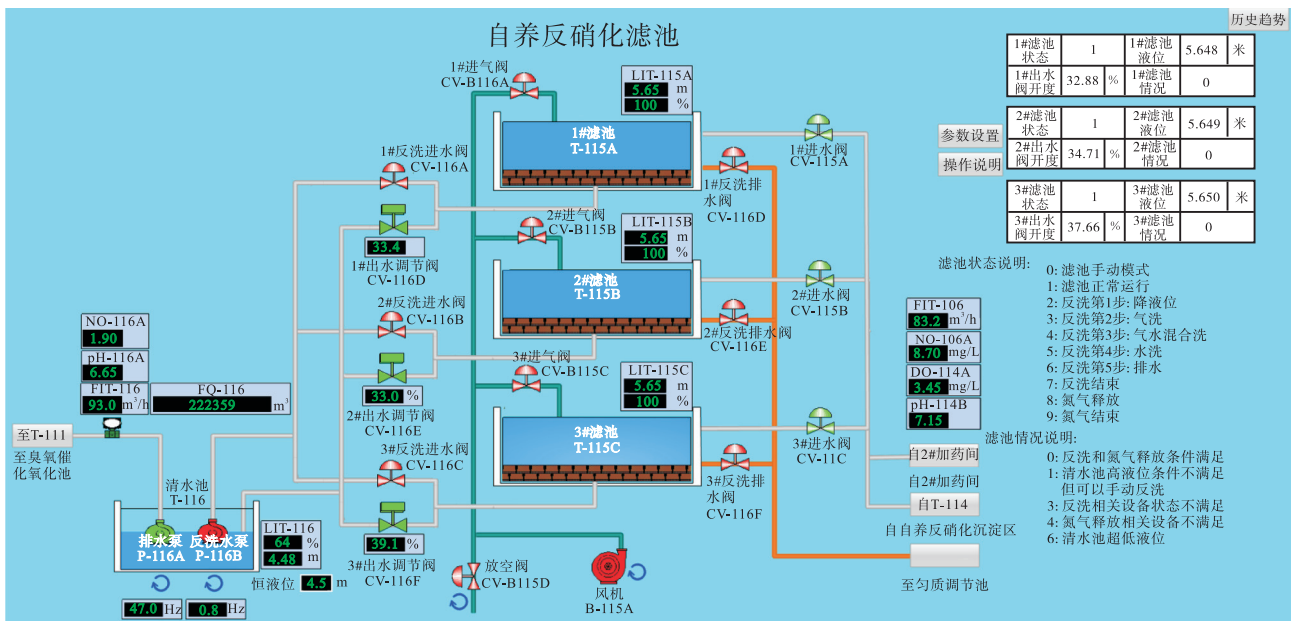 历史趋势
自养反硝化滤池
1#滤池状态 1 1#滤池液位 5.648 米
1#出水阀开度 32.88 % 1#滤池情况 0
2#滤池状态 1 2#滤池液位 5.649 米
2#出水阀开度 34.71 % 2#滤池情况 0
3#滤池状态 1 3#滤池液位 5.650 米
3#出水阀开度 37.66 % 3#滤池情况 0
参数设置
操作说明
1#进气阀
CV-B116A
LIT-115A
5.65 m
100 %
1#滤池
T-115A
1#进水阀
CV-115A
1#反洗进水阀
CV-116A
1#反洗排
水阀
CV-116D
33.4
1#出水调节阀
CV-116D
2#进气阀
CV-B115B
LIT-115B
5.65 m
100 %
2#滤池
T-115B
2#进水阀
CV-115B
2#反洗进水阀
CV-116B
2#反洗排水阀
CV-116E
33.0 %
2#出水调节阀
CV-116E
3#进气阀
CV-B115C
LIT-115C
5.65 m
100 %
3#滤池
T-115C
3#进水阀
CV-11C
3#反洗进水阀
CV-116C
3#反洗排
水阀
CV-116F
39.1 %
3#出水调节阀
CV-116F
滤池状态说明:
0: 滤池手动模式
1: 滤池正常运行
2: 反洗第1步: 降液位
3: 反洗第2步: 气洗
4: 反洗第3步: 气水混合洗
5: 反洗第4步: 水洗
6: 反洗第5步: 排水
7: 反洗结束
8: 氮气释放
9: 氮气结束
滤池情况说明:
0: 反洗和氮气释放条件满足
1: 清水池高液位条件不满足
但可以手动反洗
3: 反洗相关设备状态不满足
4: 氮气释放相关设备不满足
6: 清水池超低液位
FIT-106
83.2 m³/h
NO-106A
8.70 mg/L
DO-114A
3.45 mg/L
pH-114B
7.15
自2#加药间
自2#加药间
自T-114
自自养反硝化沉淀区
至匀质调节池
NO-116A
1.90
pH-116A
6.65
FIT-116
93.0 m³/h
FQ-116
222359 m³
至T-111
至臭氧催
化氧化池
清水池
T-116
排水泵
P-116A
反洗水泵
P-116B
LIT-116
64 %
4.48 m
恒液位 4.5 m
47.0 Hz
0.8 Hz
放空阀
CV-B115D
风机
B-115A